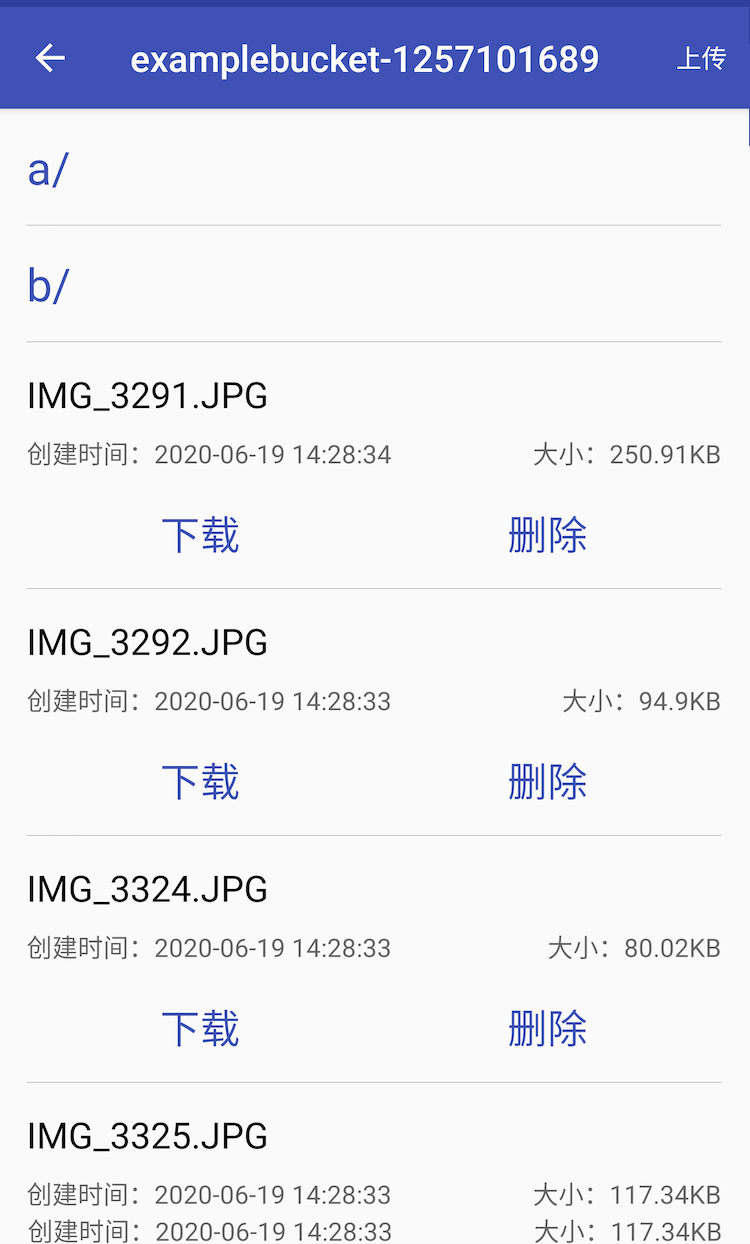 examplebucket-1257101689 上传
a/
b/
IMG_3291.JPG
创建时间：2020-06-19 14:28:34 大小：250.91KB
下载 删除
IMG_3292.JPG
创建时间：2020-06-19 14:28:33 大小：94.9KB
下载 删除
IMG_3324.JPG
创建时间：2020-06-19 14:28:33 大小：80.02KB
下载 删除
IMG_3325.JPG
创建时间：2020-06-19 14:28:33 大小：117.34KB
创建时间：2020-06-19 14:28:33 大小：117.34KB